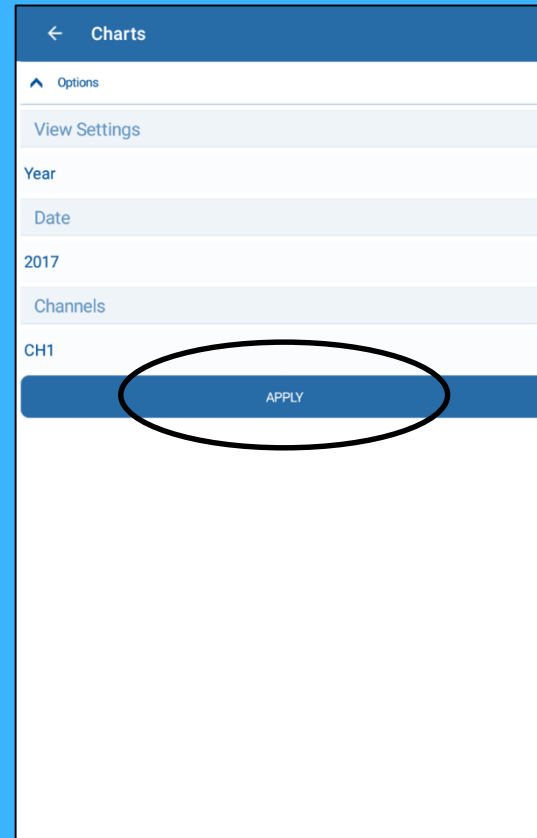 Charts
Options
View Settings
Year
Date
2017
Channels
CH1
APPLY